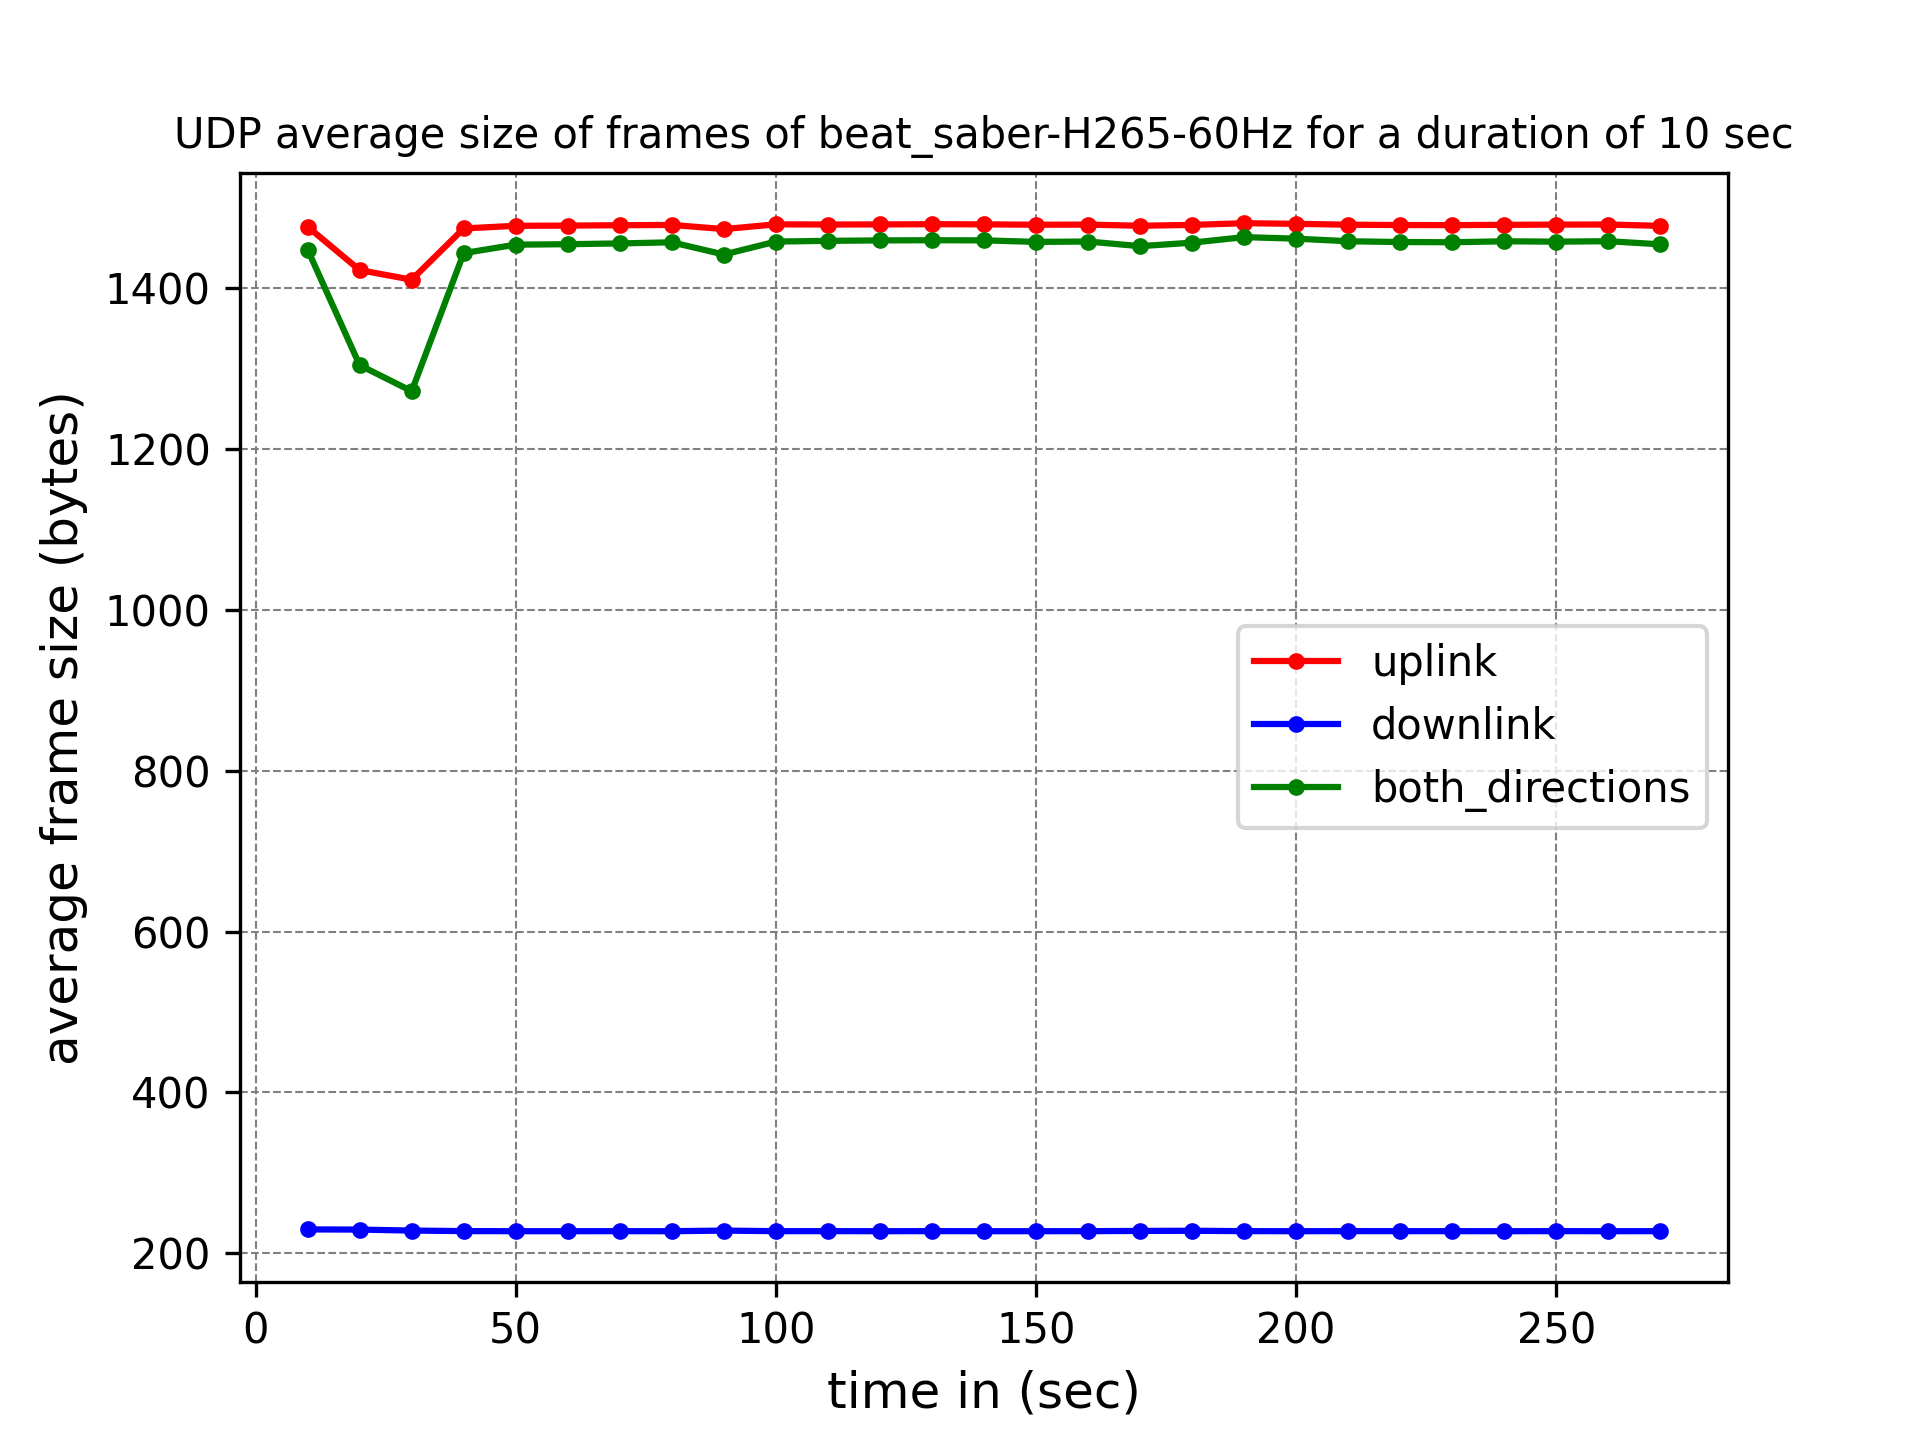 UDP average size of frames of beat_saber-H265-60Hz for a duration of 10 sec
average frame size (bytes)
1400
1200
1000
800
600
400
200
uplink
downlink
both_directions
0 50 100 150 200 250
time in (sec)